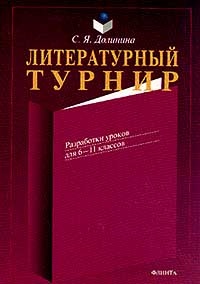 С. Я. Долинина
ЛИТЕРАТУРНЫЙ
ТУРНИР
Разработки уроков
для 6—11 классов
ФЛИНТА